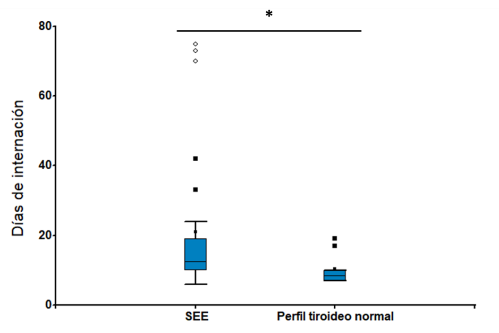 *
80
60
40
20
0
Días de internación
SEE
Perfil tiroideo normal